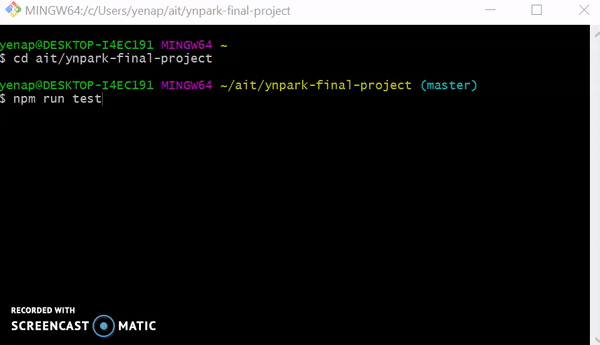 MINGW64:/c/Users/yenap/ait/ynpark-final-project
yenap@DESKTOP-I4EC191 MINGW64 ~
$ cd ait/ynpark-final-project
yenap@DESKTOP-I4EC191 MINGW64 ~/ait/ynpark-final-project (master)
$ npm run test
RECORDED WITH
SCREENCAST MATIC